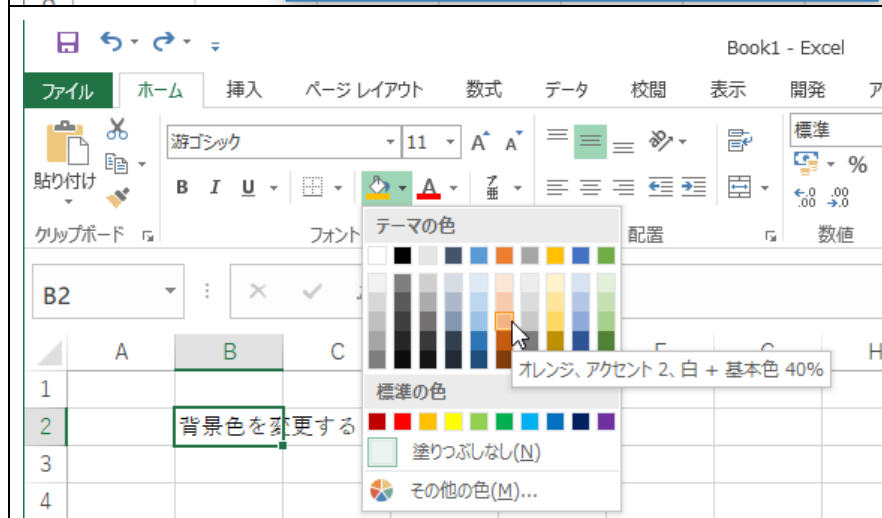 Book1 - Excel
ファイル ホーム 挿入 ページ レイアウト 数式 データ 校閲 表示 開発
貼り付け
游ゴシック 11 A A
標準
B I U A ア 亜 %
クリップボード フォント 配置 数値
テーマの色
B2
A B C H
オレンジ、アクセント 2、白 + 基本色 40%
標準の色
1
2 背景色を変更する
3
4
塗りつぶしなし(N)
その他の色(M)...